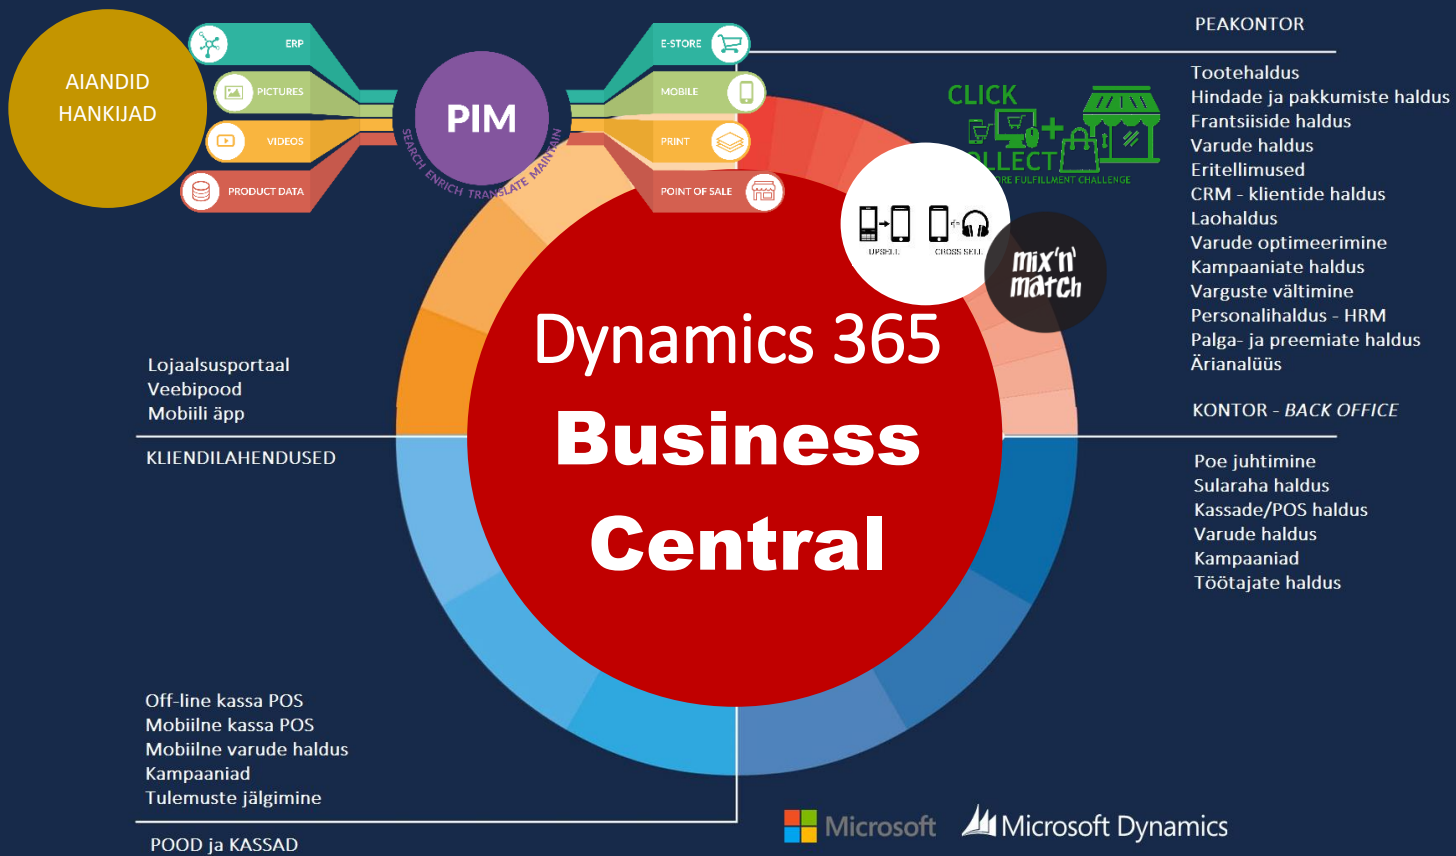 AIANDID
HANKIJAD
ERP
PICTURES
VIDEOS
PRODUCT DATA
PIM
SEARCH ENRICH TRANSLATE MAINTAIN
E-STORE
MOBILE
PRINT
POINT OF SALE
CLICK
+
LLECT
RE FULFILLMENT CHALLENGE
UPSELL
CROSS SELL
mix'n'
match
PEAKONTOR
Tootehaldus
Hindade ja pakkumiste haldus
Frantsiiside haldus
Varude haldus
Eritellimused
CRM - klientide haldus
Laohaldus
Varude optimeerimine
Kampaaniate haldus
Varguste vältimine
Personalihaldus - HRM
Palga- ja preemiate haldus
Ärianalüüs
KONTOR - BACK OFFICE
Poe juhtimine
Sularaha haldus
Kassade/POS haldus
Varude haldus
Kampaaniad
Töötajate haldus
Dynamics 365
Business
Central
Lojaalsusportaal
Veebipood
Mobiili äpp
KLIENDILAHENDUSED
Off-line kassa POS
Mobiilne kassa POS
Mobiilne varude haldus
Kampaaniad
Tulemuste jälgimine
POOD ja KASSAD
Microsoft
Microsoft Dynamics